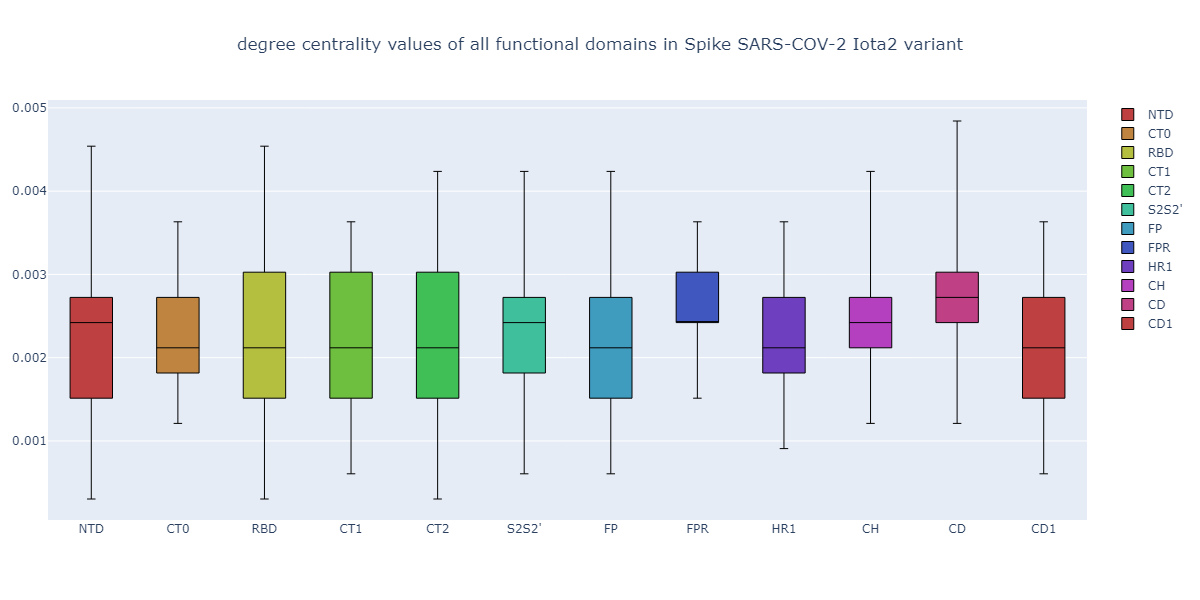 degree centrality values of all functional domains in Spike SARS-COV-2 Iota2 variant
0.005
0.004
0.003
0.002
0.001
NTD CT0 RBD CT1 CT2 S2S2' FP FPR HR1 CH CD CD1
NTD
CT0
RBD
CT1
CT2
S2S2'
FP
FPR
HR1
CH
CD
CD1